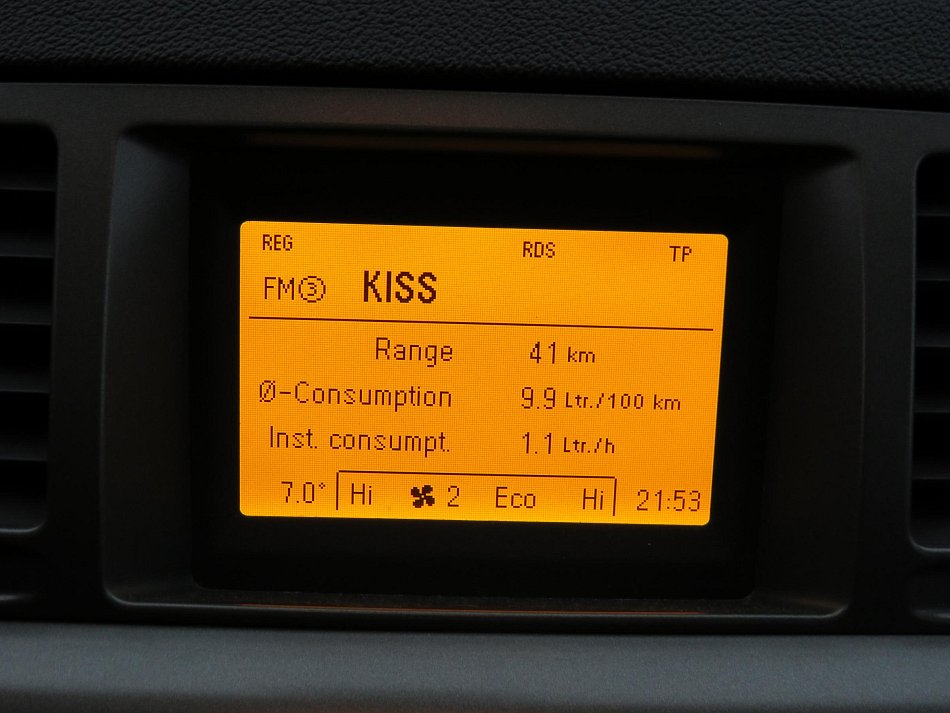 REG RDS TP
FM③ KISS
Range 41 km
Ø-Consumption 9.9 Ltr./100 km
Inst. consumpt. 1.1 Ltr./h
7.0° Hi 2 Eco Hi 21:53